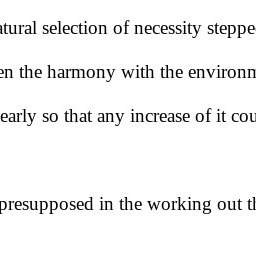 atural selection of necessity steppe
en the harmony with the environm
early so that any increase of it cou
presupposed in the working out th